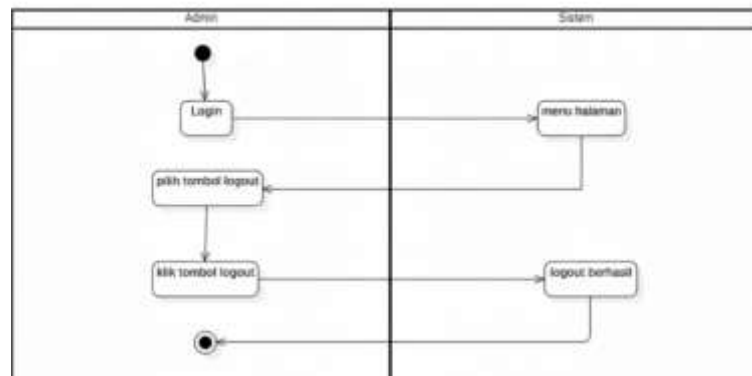 Admin
Sistem
Login
menu halaman
pilih tombol logout
klik tombol logout
logout berhasil